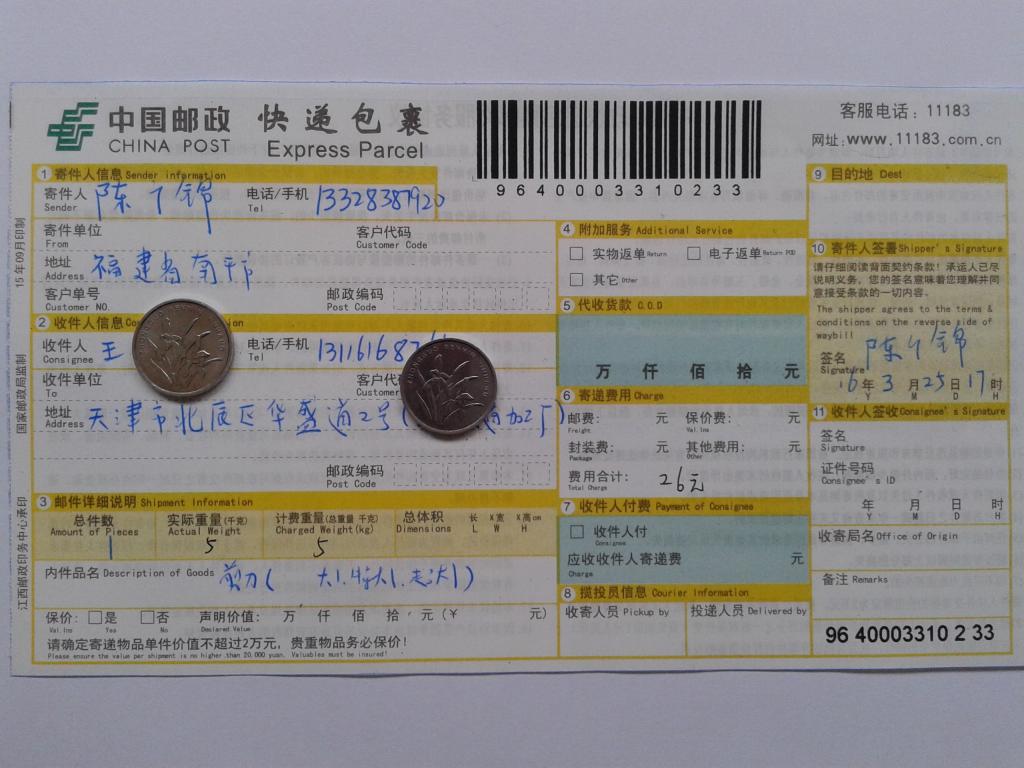 中国邮政 快递包裹
CHINA POST Express Parcel
9640003310233
客服电话：11183
网址:www.11183.com.cn
15年09月印制
国家邮政局监制
江西邮政印务中心承印
1 寄件人信息 Sender information
寄件人 陈丫锦 电话/手机 13328387920
Sender Tel
寄件单位 客户代码
From Customer Code
地址 福建省南平市
Address
客户单号 邮政编码
Customer NO. Post Code
2 收件人信息
收件人 王 电话/手机 1311616
Consignee Tel
收件单位 客户代
To Custome
地址 天津市北辰区华盛道2号( 加工厂)
Address
邮政编码
Post Code
3 邮件详细说明 Shipment Information
总件数 实际重量(千克) 计费重量(总重量 千克) 总体积 长 X宽 X高cm
Amount of Pieces Actual Weight Charged Weight(kg) Dimensions L W H
1 5 5
内件品名 Description of Goods 剪刀( 大1.特大1.
保价: 是 否 声明价值: 万 仟 佰 拾 元(￥ 元)
Val.Ins Yes No Declared Value
请确定寄递物品单件价值不超过2万元，贵重物品务必保价!
Please ensure the value per shipment is no higher than 20,000 yuan. Valuables must be insured!
4 附加服务 Additional Service
实物返单 Return 电子返单 Return POD
其它 Other
5 代收货款 C.O.D
万 仟 佰 拾 元
6 寄递费用 Charge
邮费: 元 保价费: 元
Freight Val.Ins
封装费: 元 其他费用: 元
Package Other
费用合计: 26元
Total Charge
7 收件人付费 Payment of Consignee
收件人付
Consignee
应收收件人寄递费 元
Charge
8 揽投员信息 Courier Information
收寄人员 Pickup by 投递人员 Delivered by
9 目的地 Dest
10 寄件人签署 Shipper's Signature
请仔细阅读背面契约条款！承运人已尽
说明义务，您的签名意味着您理解并同
意接受条款的一切内容。
The shipper agrees to the terms &
conditions on the reverse side of
waybill
签名 陈丫锦
Signature
16年3月25日17时
Y M D H
11 收件人签收 Consignee's Signature
签名
Signature
证件号码
Consignee's ID
年 月 日 时
Y M D H
收寄局名 Office of Origin
备注 Remarks
96 40003310 2 33